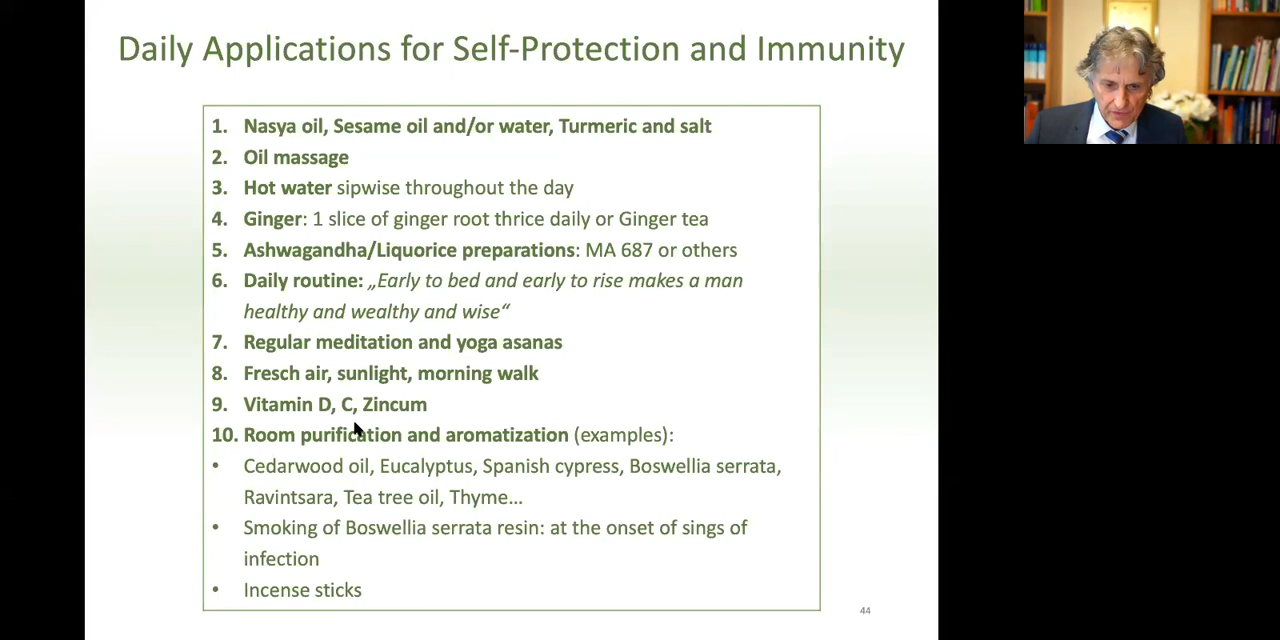 Daily Applications for Self-Protection and Immunity
1. Nasya oil, Sesame oil and/or water, Turmeric and salt
2. Oil massage
3. Hot water sipwise throughout the day
4. Ginger: 1 slice of ginger root thrice daily or Ginger tea
5. Ashwagandha/Liquorice preparations: MA 687 or others
6. Daily routine: „Early to bed and early to rise makes a man
healthy and wealthy and wise“
7. Regular meditation and yoga asanas
8. Fresch air, sunlight, morning walk
9. Vitamin D, C, Zincum
10. Room purification and aromatization (examples):
• Cedarwood oil, Eucalyptus, Spanish cypress, Boswellia serrata,
Ravintsara, Tea tree oil, Thyme…
• Smoking of Boswellia serrata resin: at the onset of sings of
infection
• Incense sticks
44